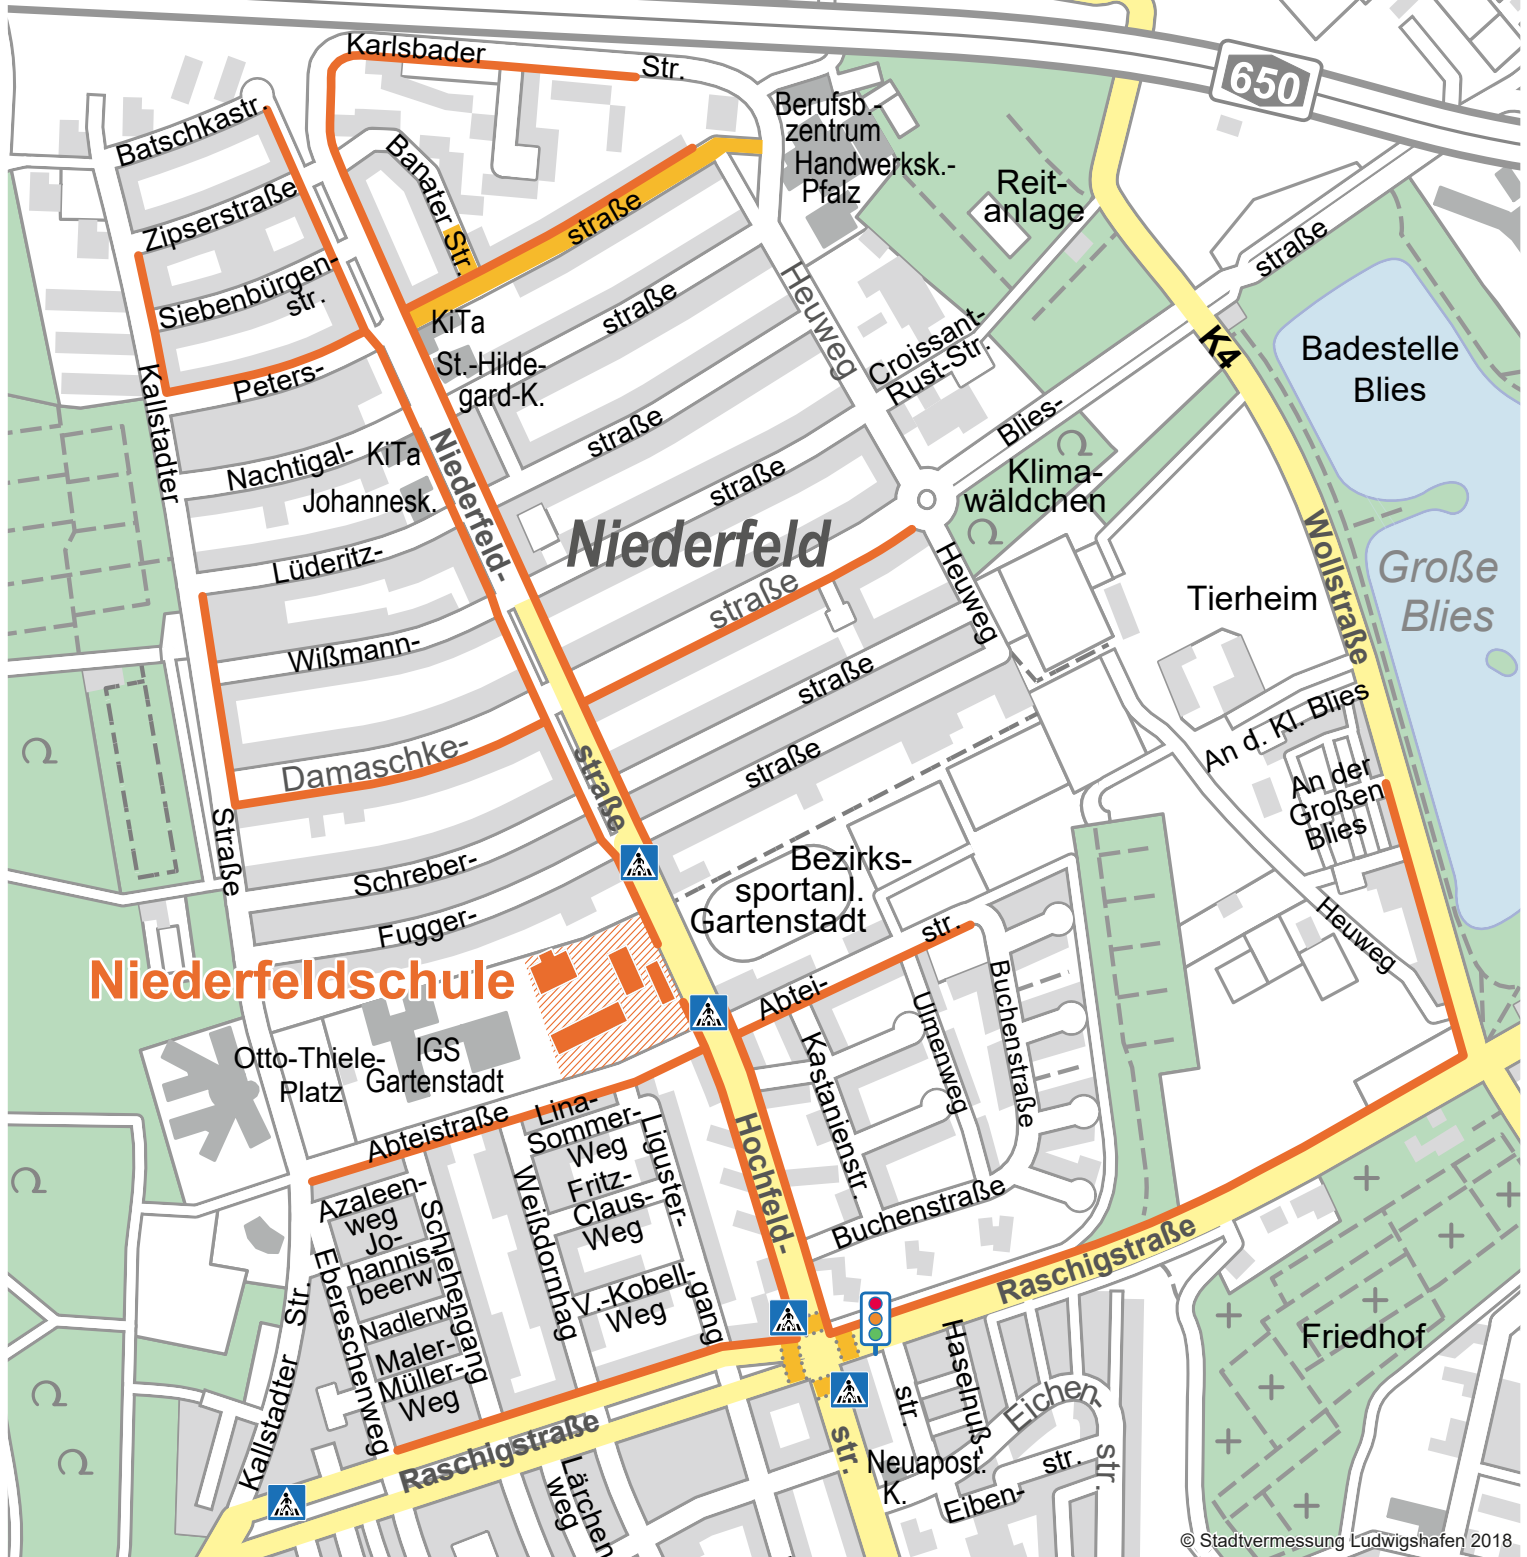 Karlsbader
Str.
650
Batschkastr.
Berufsb.-
zentrum
Handwerksk.-
Pfalz
Banater Str.
Zipserstraße
Reit-
anlage
straße
straße
Siebenbürgen-
str.
Heuweg
straße
KiTa
Croissant-
Rust-Str.
K4
Badestelle
Blies
St.-Hilde-
gard-K.
Peters-
Kallstadter
Straße
straße
Blies-
Nachtigal-
KiTa
Johannesk.
Niederfeld-
straße
straße
Klima-
wäldchen
Niederfeld
Lüderitz-
Wollstraße
Große
Blies
Heuweg
straße
Tierheim
Wißmann-
straße
An d. Kl. Blies
Damaschke-
straße
An der
Großen
Blies
Schreber-
Bezirks-
sportanl.
Gartenstadt
Fugger-
str.
Heuweg
Niederfeldschule
Abtei-
Ulmenweg
Buchenstraße
Kastanienstr.
Otto-Thiele-
Platz
IGS
Gartenstadt
Abteistraße
Lina-
Sommer-
Weg
Liguster-
gang
Hochfeld-
str.
Fritz-
Claus-
Weg
Weißdornhag
Azaleen-
weg
Jo-
hannis-
beerw.
Schlehengang
Ebereschenweg
Buchenstraße
Raschigstraße
V.-Kobell-
Weg
Nadlerw.
Maler-
Müller-
Weg
Kallstadter Str.
Friedhof
Haselnuß-
str.
Eichen-
str.
Raschigstraße
Lärchen
weg
Neuapost.
K.
Eiben-
str.
© Stadtvermessung Ludwigshafen 2018